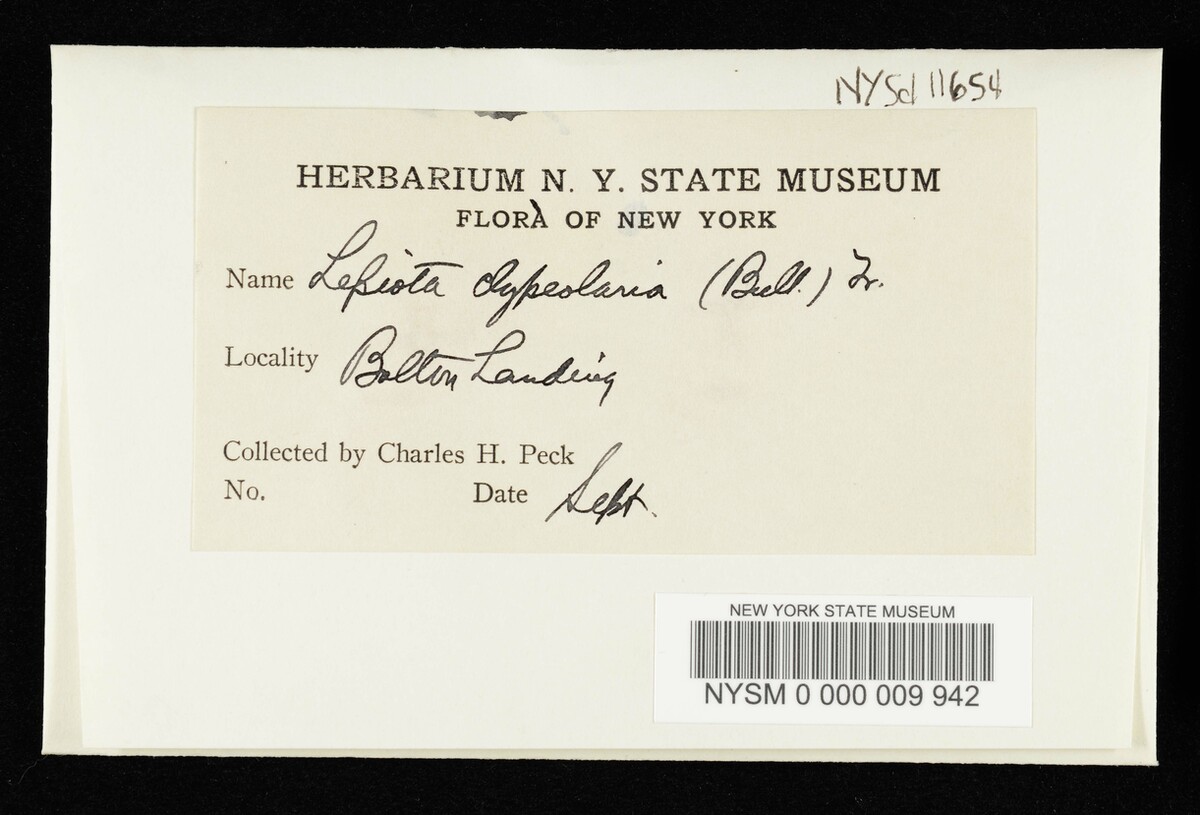 NYSd 11654
HERBARIUM N. Y. STATE MUSEUM
FLORA OF NEW YORK
Name Lepiota clypeolaria (Bull.) Fr.
Locality Bolton Landing
Collected by Charles H. Peck
No. Date Sept.
NEW YORK STATE MUSEUM
NYSM 0 000 009 942